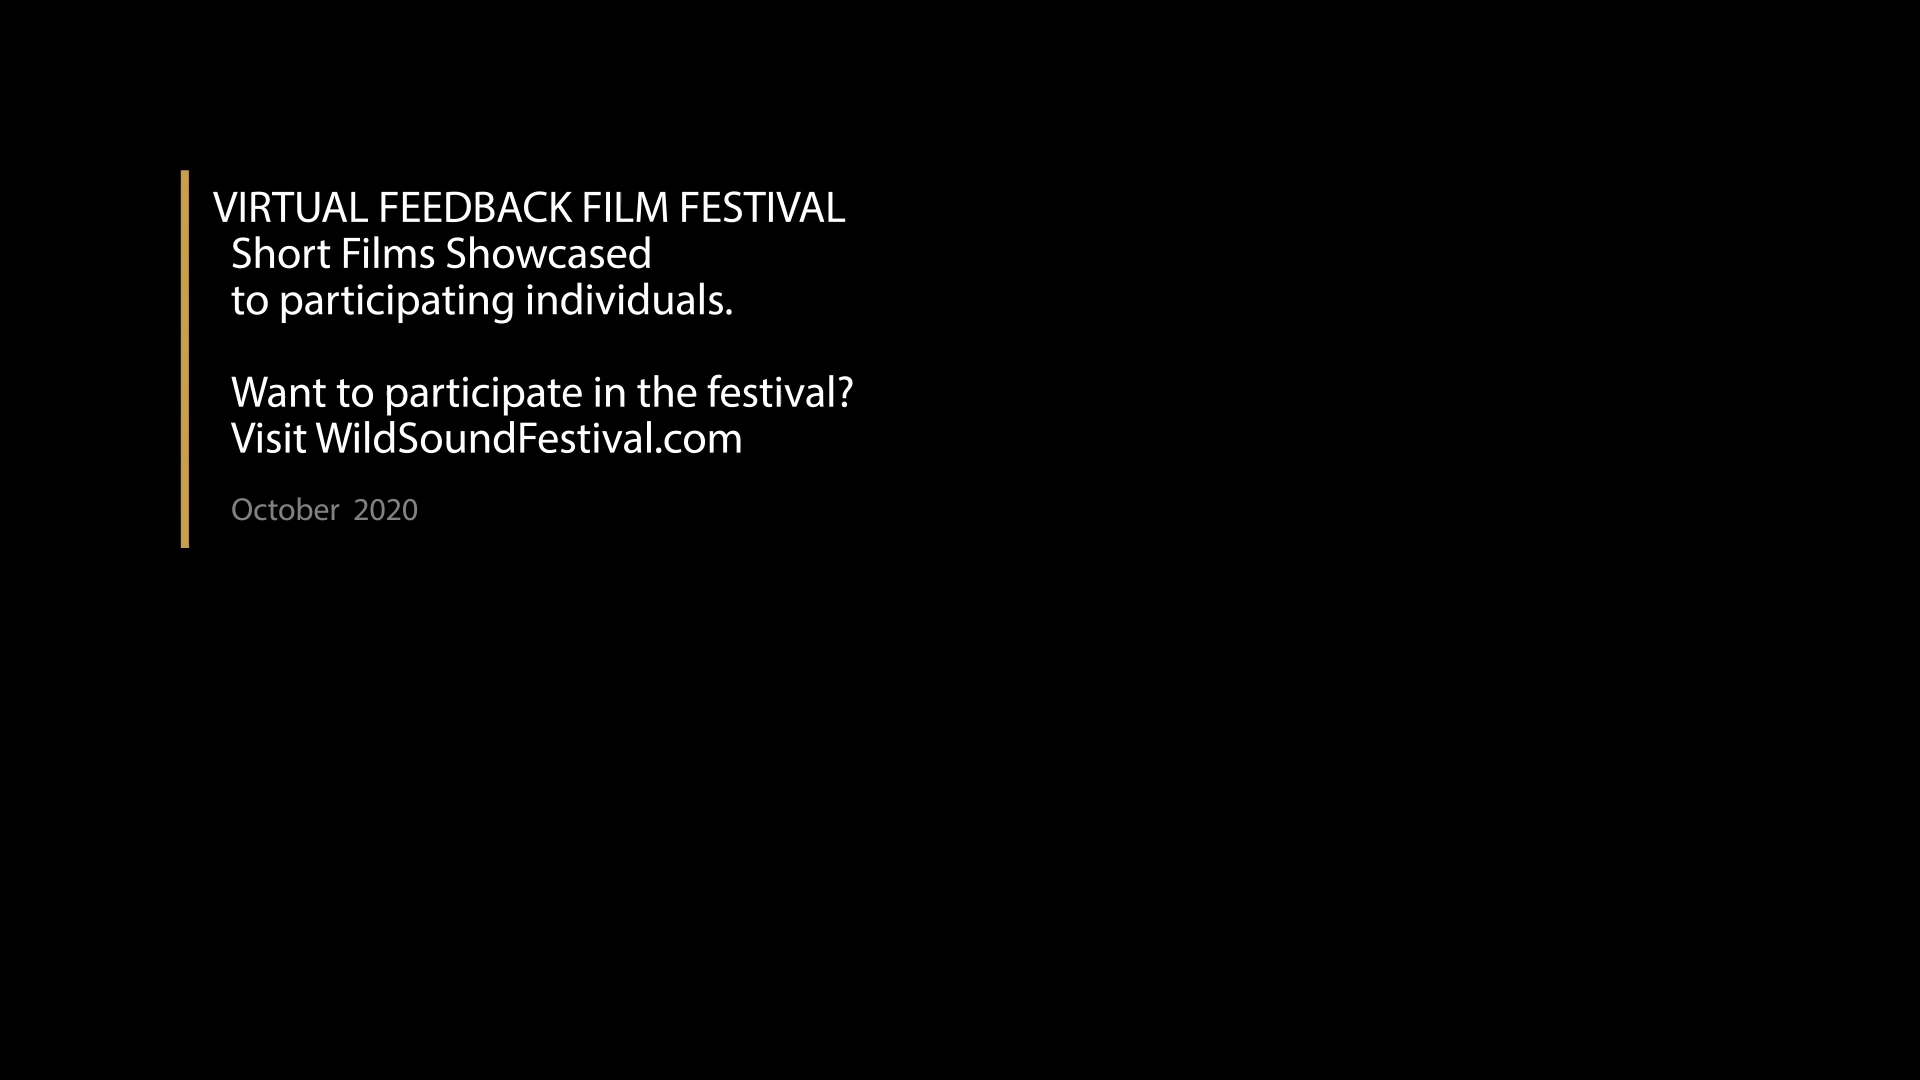 VIRTUAL FEEDBACK FILM FESTIVAL
Short Films Showcased
to participating individuals.
Want to participate in the festival?
Visit WildSoundFestival.com
October 2020